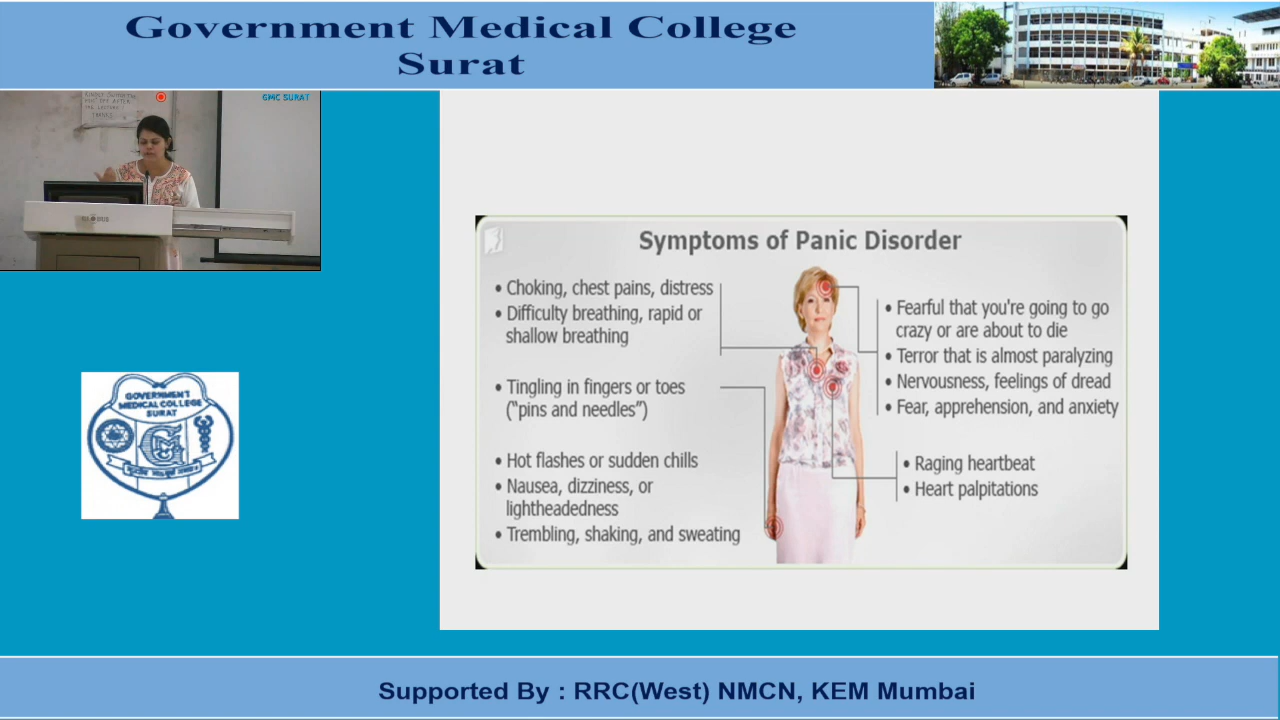 Government Medical College
Surat
GMC SURAT
GOVERNMENT
MEDICAL COLLEGE
SURAT
Symptoms of Panic Disorder
• Choking, chest pains, distress
• Difficulty breathing, rapid or
shallow breathing
• Tingling in fingers or toes
("pins and needles")
• Hot flashes or sudden chills
• Nausea, dizziness, or
lightheadedness
• Trembling, shaking, and sweating
• Fearful that you're going to go
crazy or are about to die
• Terror that is almost paralyzing
• Nervousness, feelings of dread
• Fear, apprehension, and anxiety
• Raging heartbeat
• Heart palpitations
Supported By : RRC(West) NMCN, KEM Mumbai